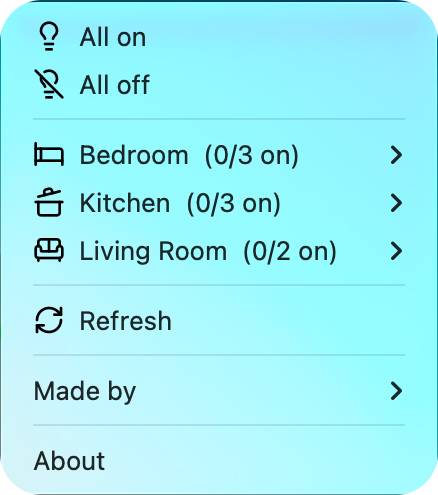 All on
All off
Bedroom (0/3 on)
Kitchen (0/3 on)
Living Room (0/2 on)
Refresh
Made by
About